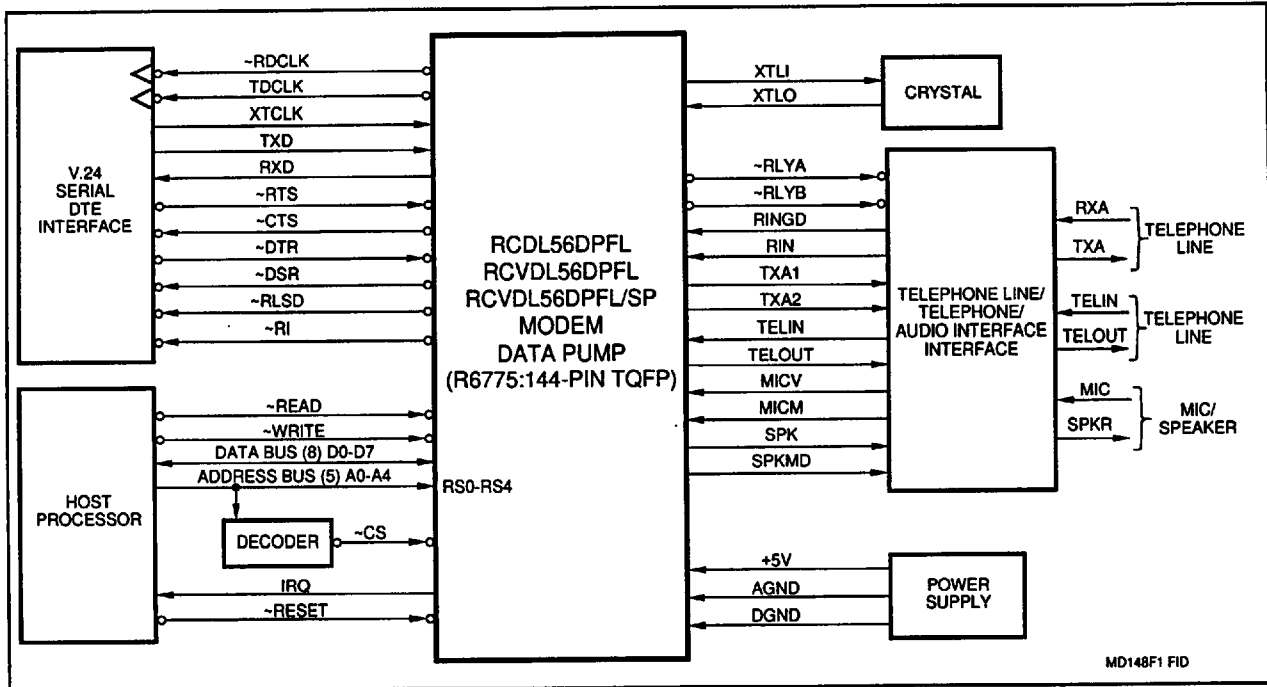 ~RDCLK
TDCLK
XTCLK
TXD
RXD
~RTS
~CTS
~DTR
~DSR
~RLSD
~RI
V.24
SERIAL
DTE
INTERFACE
~READ
~WRITE
DATA BUS (8) D0-D7
ADDRESS BUS (5) A0-A4
HOST
PROCESSOR
DECODER
~CS
IRQ
~RESET
RS0-RS4
RCDL56DPFL
RCVDL56DPFL
RCVDL56DPFL/SP
MODEM
DATA PUMP
(R6775:144-PIN TQFP)
XTLI
XTLO
CRYSTAL
~RLYA
~RLYB
RINGD
RIN
TXA1
TXA2
TELIN
TELOUT
MICV
MICM
SPK
SPKMD
TELEPHONE LINE/
TELEPHONE/
AUDIO INTERFACE
INTERFACE
RXA
TXA
TELEPHONE
LINE
TELIN
TELOUT
TELEPHONE
LINE
MIC
SPKR
MIC/
SPEAKER
+5V
AGND
DGND
POWER
SUPPLY
MD148F1 FID